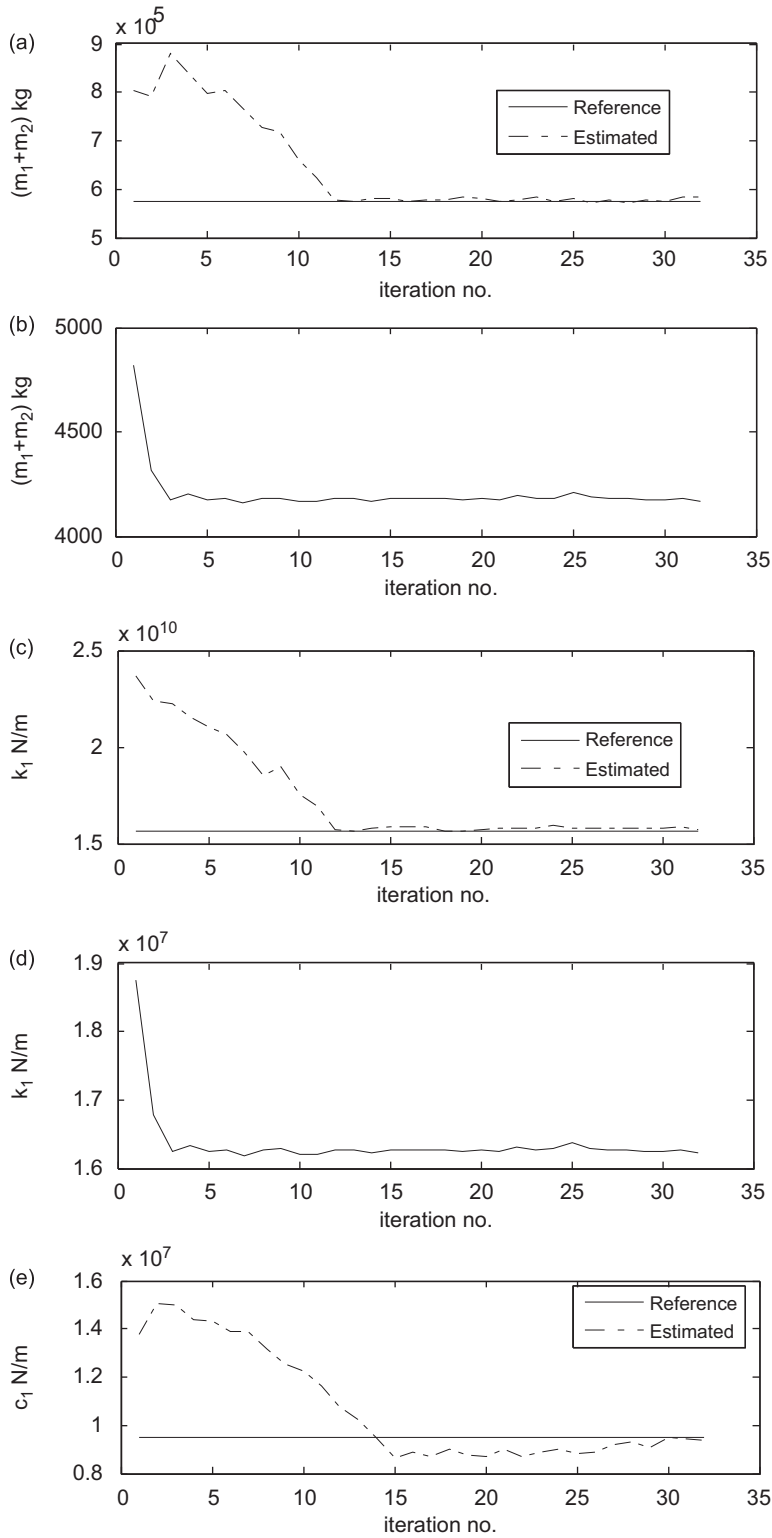 (a)
x 10^5
9
8
7
6
5
(m₁+m₂) kg
Reference
Estimated
0 5 10 15 20 25 30 35
iteration no.
(b)
5000
4500
4000
(m₁+m₂) kg
0 5 10 15 20 25 30 35
iteration no.
(c)
x 10^10
2.5
2
1.5
k₁ N/m
Reference
Estimated
0 5 10 15 20 25 30 35
iteration no.
(d)
x 10^7
1.9
1.8
1.7
1.6
k₁ N/m
0 5 10 15 20 25 30 35
iteration no.
(e)
x 10^7
1.6
1.4
1.2
1
0.8
c₁ N/m
Reference
Estimated
0 5 10 15 20 25 30 35
iteration no.